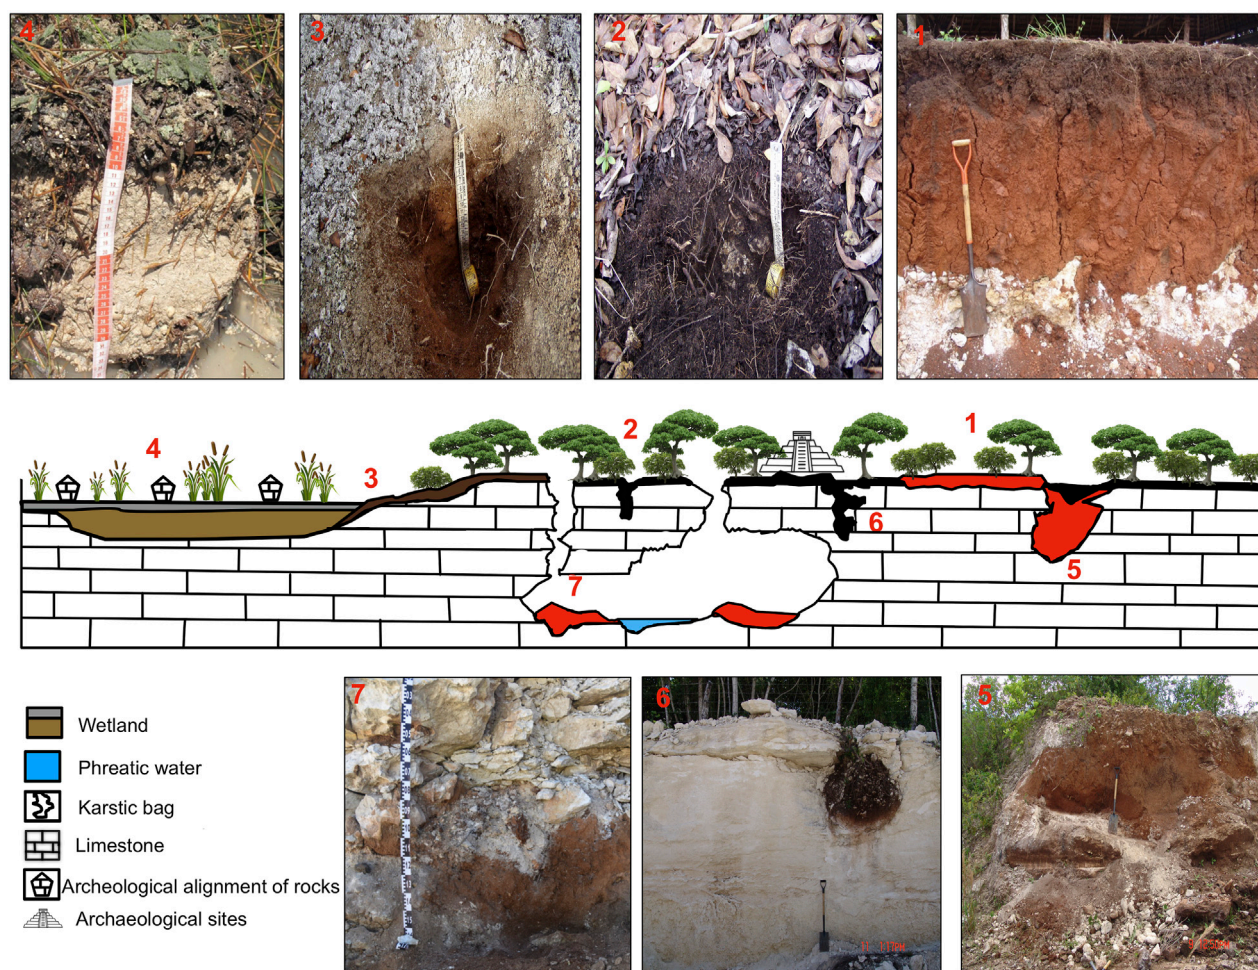 4
3
2
1
4
3
2
1
6
5
7
7
6
5
Wetland
Phreatic water
Karstic bag
Limestone
Archeological alignment of rocks
Archaeological sites